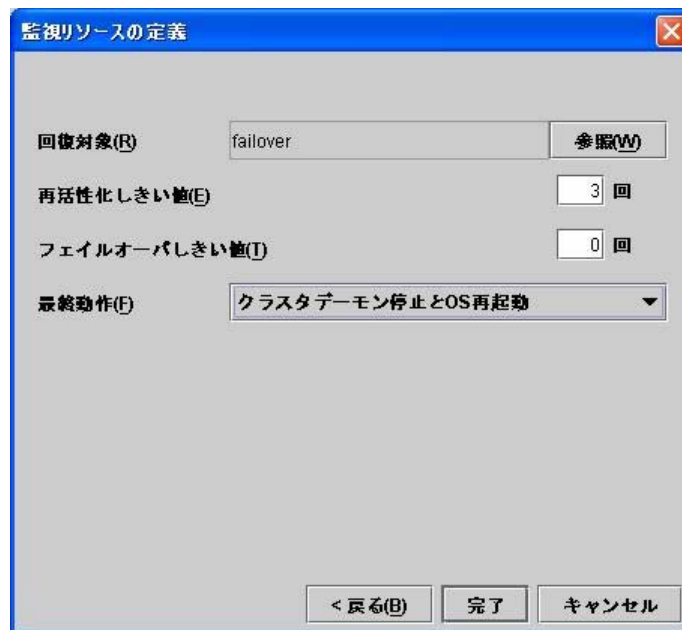 監視リソースの定義
回復対象(R) failover 参照(W)
再活性化しきい値(E) 3 回
フェイルオーバしきい値(T) 0 回
最終動作(F) クラスタデーモン停止とOS再起動
< 戻る(B) 完了 キャンセル